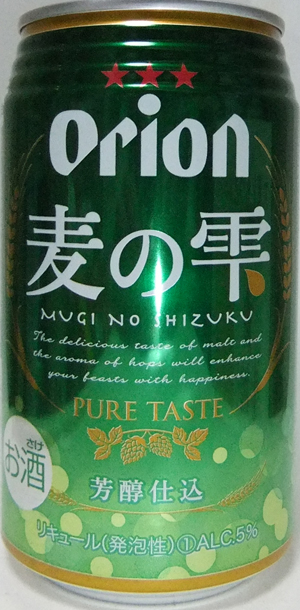 Orion
麦の雫
MUGI NO SHIZUKU
The delicious taste of malt and
the aroma of hops will enhance
your feasts with happiness.
PURE TASTE
さけ
お酒
芳醇仕込
リキュール(発泡性)①ALC.5%